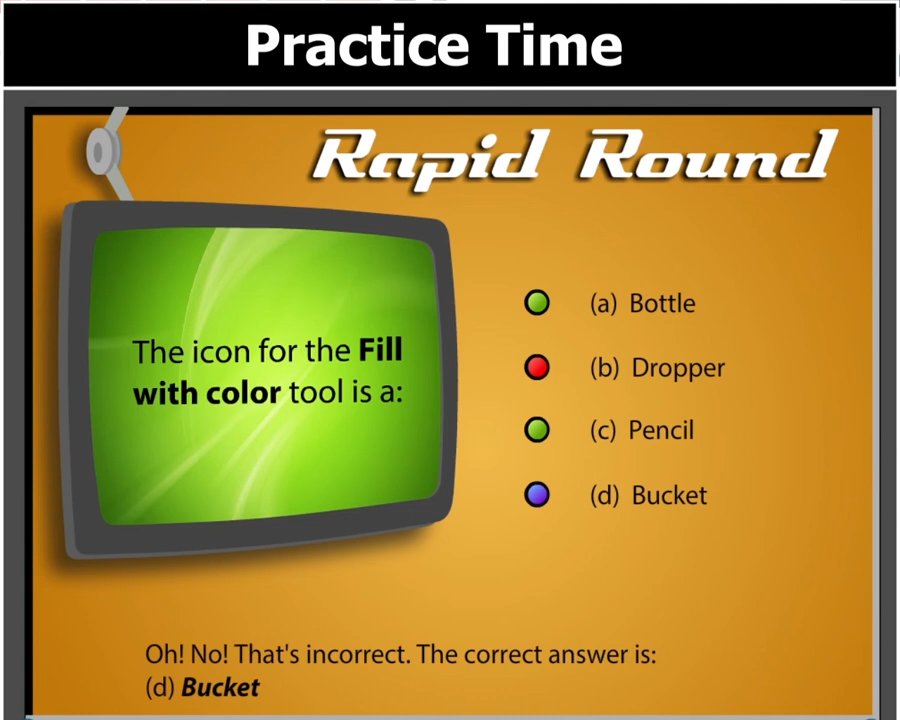 Practice Time
Rapid Round
The icon for the Fill
with color tool is a:
(a) Bottle
(b) Dropper
(c) Pencil
(d) Bucket
Oh! No! That's incorrect. The correct answer is:
(d) Bucket